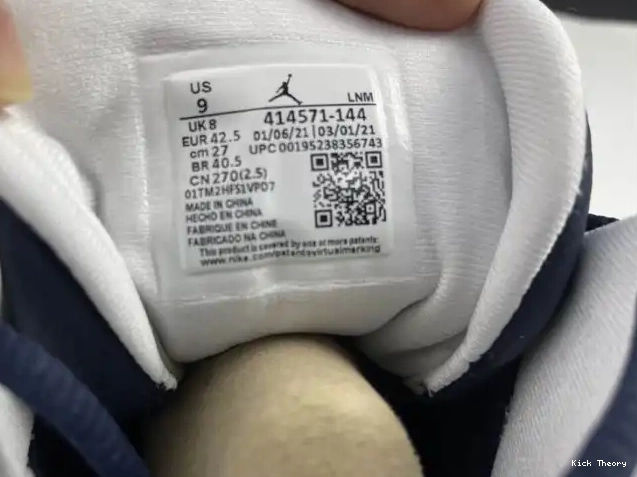 US
9
LNM
UK 8
414571-144
EUR 42.5
01/06/21 | 03/01/21
cm 27
UPC 00195238356743
BR 40.5
CN 270(2.5)
01TM2HFS1VPD7
MADE IN CHINA
HECHO EN CHINA
FABRIQUE EN CHINE
FABRICADO NA CHINA
This product is covered by one or more patents:
www.nike.com/patentsvirtualmarking
Kick Theory